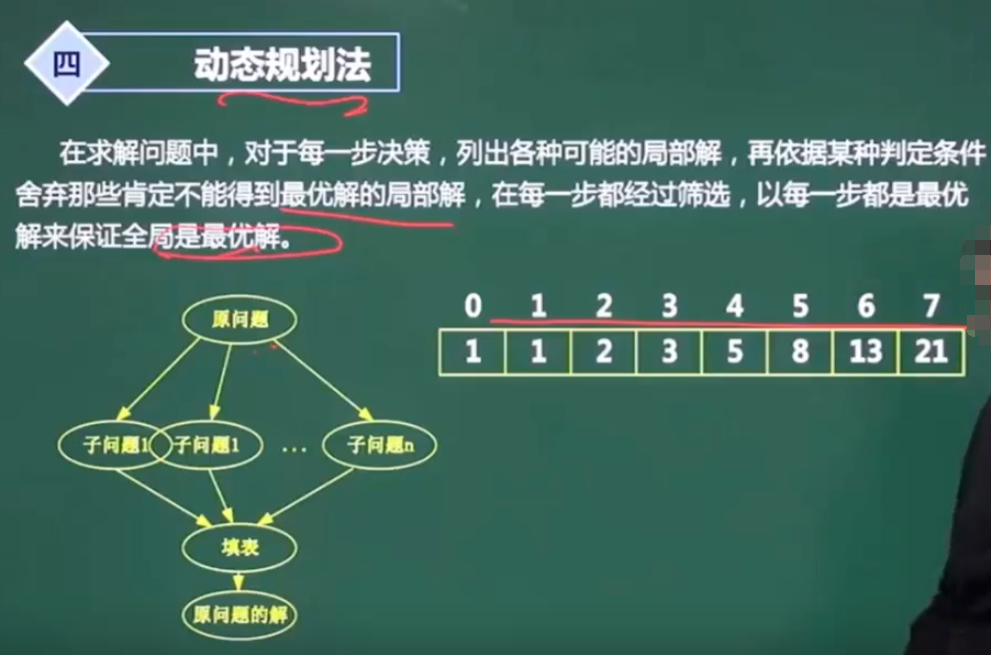 四 动态规划法
在求解问题中，对于每一步决策，列出各种可能的局部解，再依据某种判定条件
舍弃那些肯定不能得到最优解的局部解，在每一步都经过筛选，以每一步都是最优
解来保证全局是最优解。
原问题
0 1 2 3 4 5 6 7
1 1 2 3 5 8 13 21
子问题1 子问题1 … 子问题n
填表
原问题的解